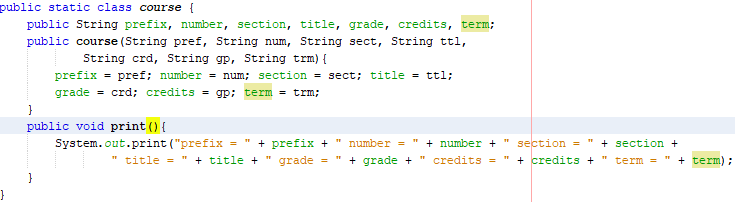 public static class course {
public String prefix, number, section, title, grade, credits, term;
public course(String pref, String num, String sect, String ttl,
String crd, String gp, String trm){
prefix = pref; number = num; section = sect; title = ttl;
grade = crd; credits = gp; term = trm;
}
public void print(){
System.out.print("prefix = " + prefix + " number = " + number + " section = " + section +
" title = " + title + " grade = " + grade + " credits = " + credits + " term = " + term);
}
}